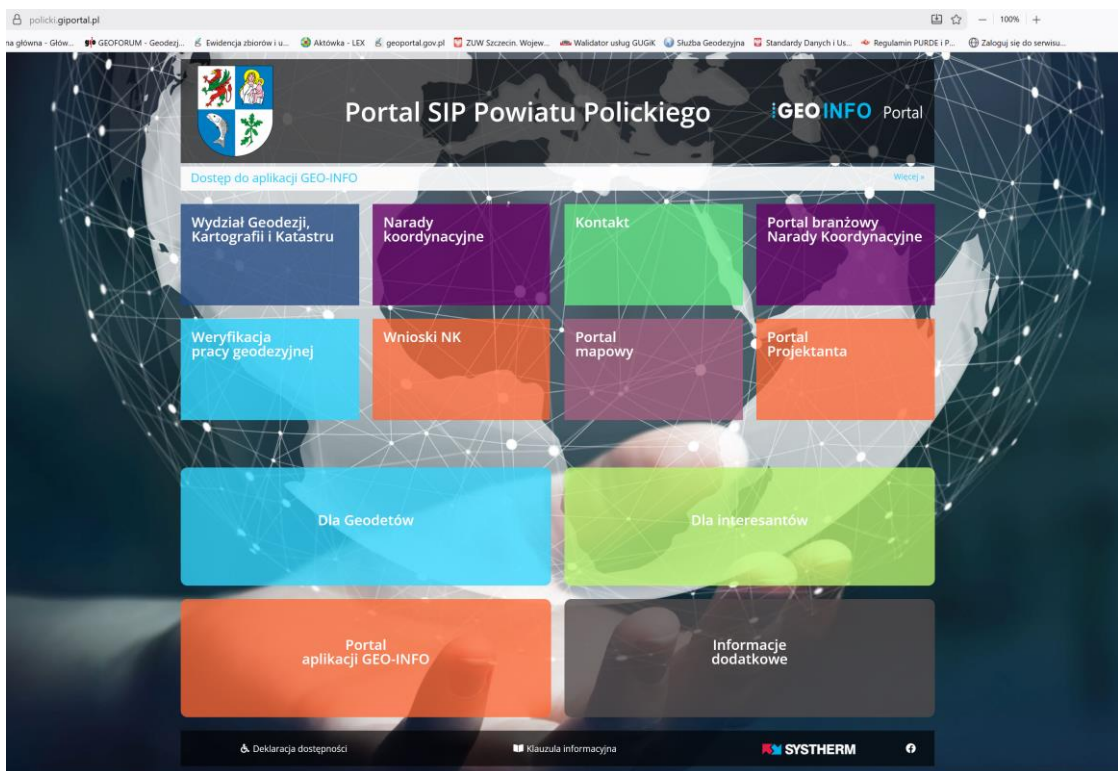 policki.giportal.pl
100%
na główna - Głów...
GEOFORUM - Geodezj...
Ewidencja zbiorów i u...
Aktówka - LEX
geoportal.gov.pl
ZUW Szczecin. Wojew...
Walidator usług GUGiK
Służba Geodezyjna
Standardy Danych i Us...
Regulamin PURDE i P...
Zaloguj się do serwisu...
Portal SIP Powiatu Polickiego
GEOINFO Portal
Dostęp do aplikacji GEO-INFO
Więcej »
Wydział Geodezji,
Kartografii i Katastru
Narady
koordynacyjne
Kontakt
Portal branżowy
Narady Koordynacyjne
Weryfikacja
pracy geodezyjnej
Wnioski NK
Portal
mapowy
Portal
Projektanta
Dla Geodetów
Dla interesantów
Portal
aplikacji GEO-INFO
Informacje
dodatkowe
Deklaracja dostępności
Klauzula informacyjna
SYSTHERM